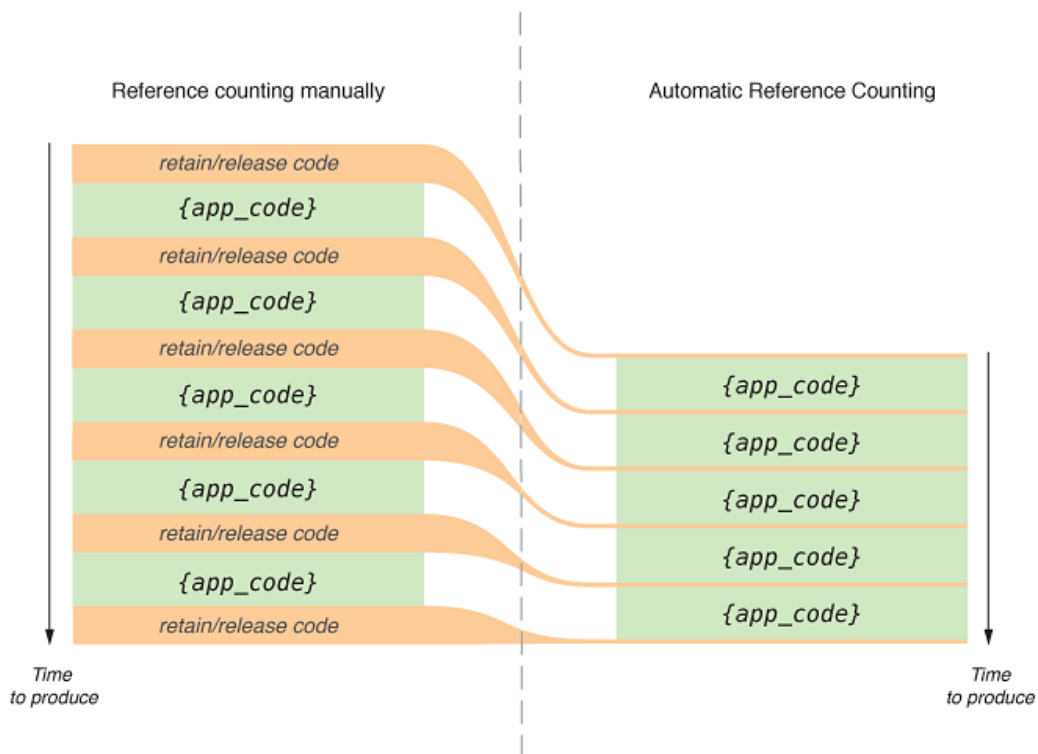 Reference counting manually
Automatic Reference Counting
retain/release code
{app_code}
retain/release code
{app_code}
retain/release code
{app_code}
retain/release code
{app_code}
retain/release code
{app_code}
retain/release code
Time
to produce
{app_code}
{app_code}
{app_code}
{app_code}
{app_code}
Time
to produce